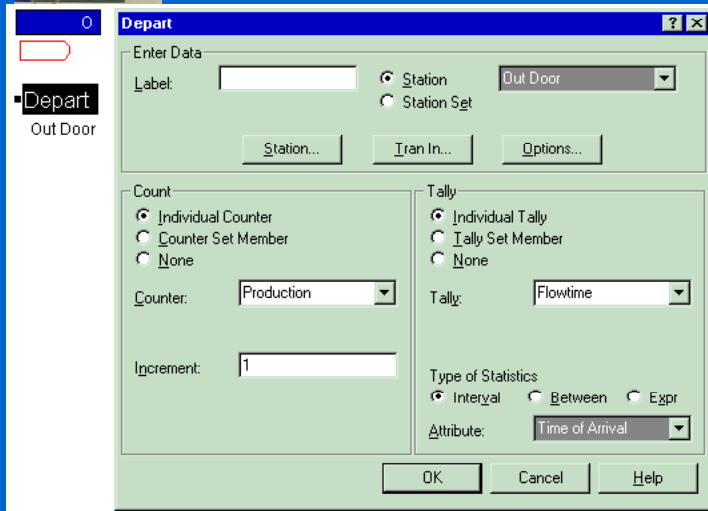 0
Depart
Out Door
Depart
Enter Data
Label:
Station
Out Door
Station Set
Station...
Tran In...
Options...
Count
Individual Counter
Counter Set Member
None
Counter:
Production
Increment:
1
Tally
Individual Tally
Tally Set Member
None
Tally:
Flowtime
Type of Statistics
Interval
Between
Expr
Attribute:
Time of Arrival
OK
Cancel
Help